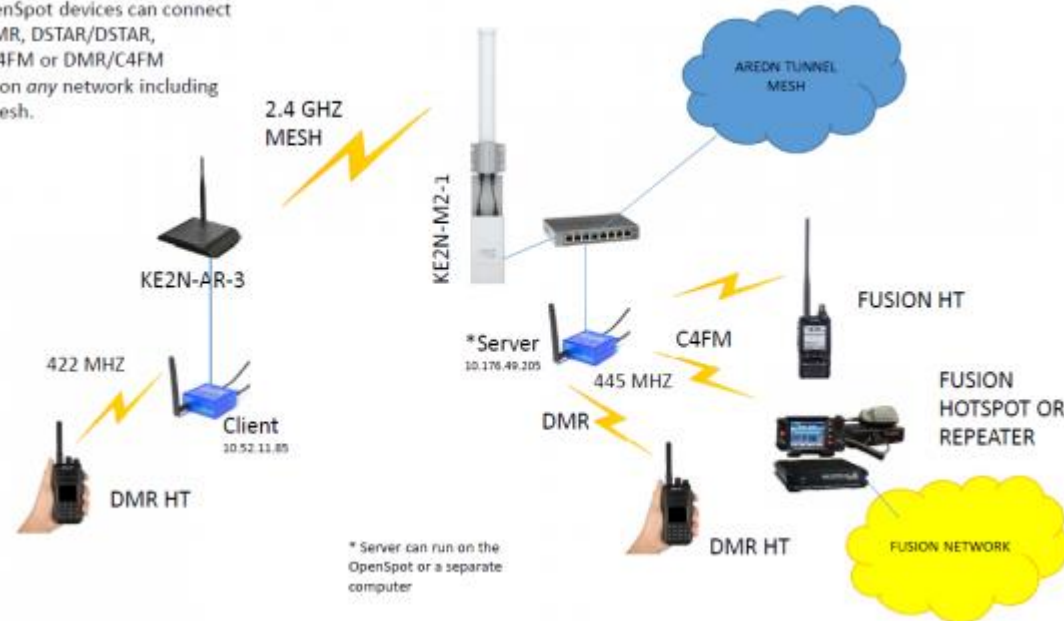 enSpot devices can connect
MR, DSTAR/DSTAR,
4FM or DMR/C4FM
on any network including
esh.
2.4 GHZ
MESH
AREDN TUNNEL
MESH
KE2N-M2-1
KE2N-AR-3
FUSION HT
*Server
10.176.49.205
C4FM
422 MHZ
445 MHZ
FUSION
HOTSPOT OR
REPEATER
Client
10.52.11.85
DMR
DMR HT
DMR HT
FUSION NETWORK
* Server can run on the
OpenSpot or a separate
computer